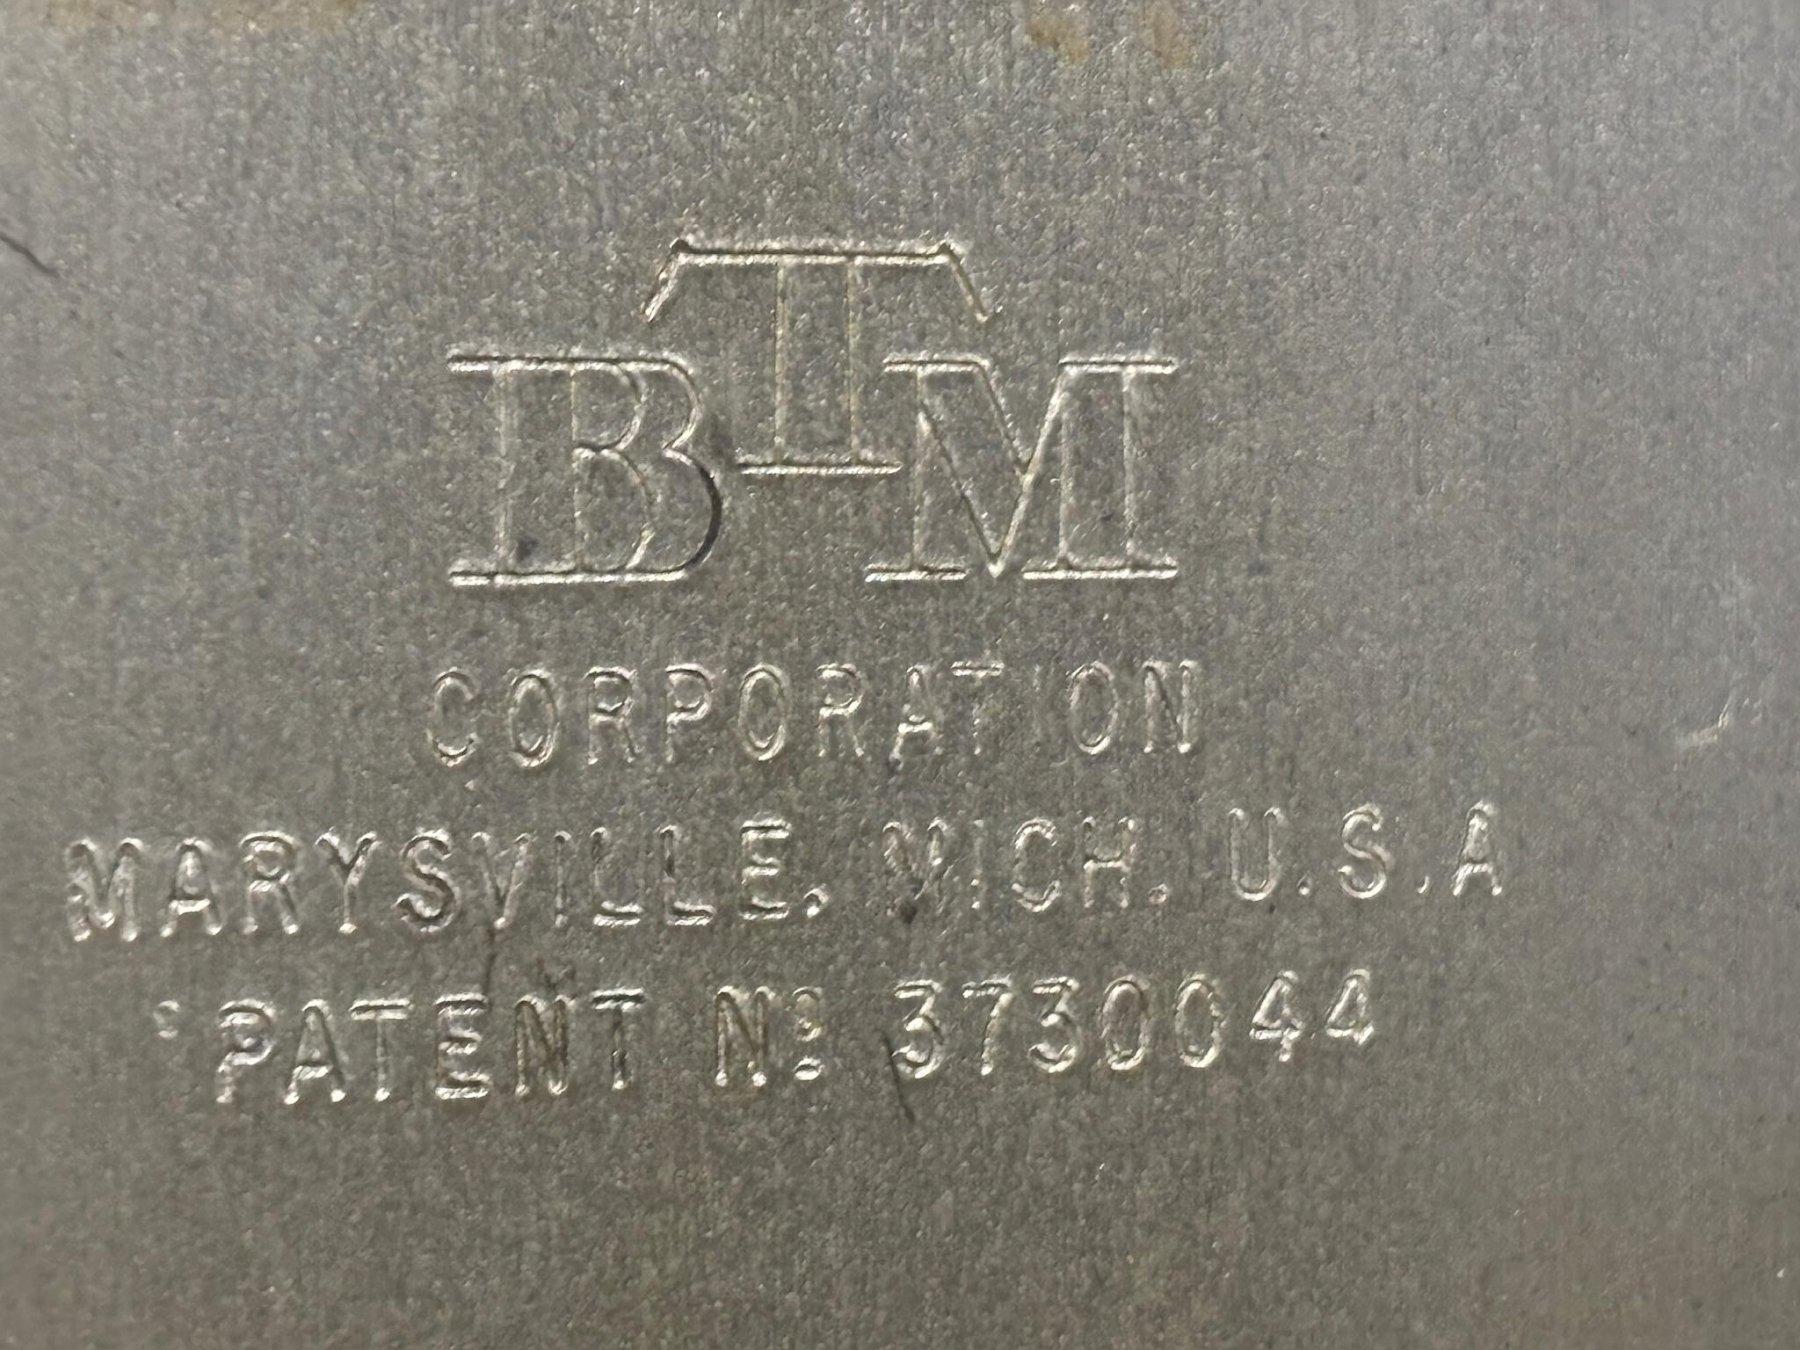 BTM
CORPORATION
MARYSVILLE, MICH. U.S.A
PATENT Nº 3730044